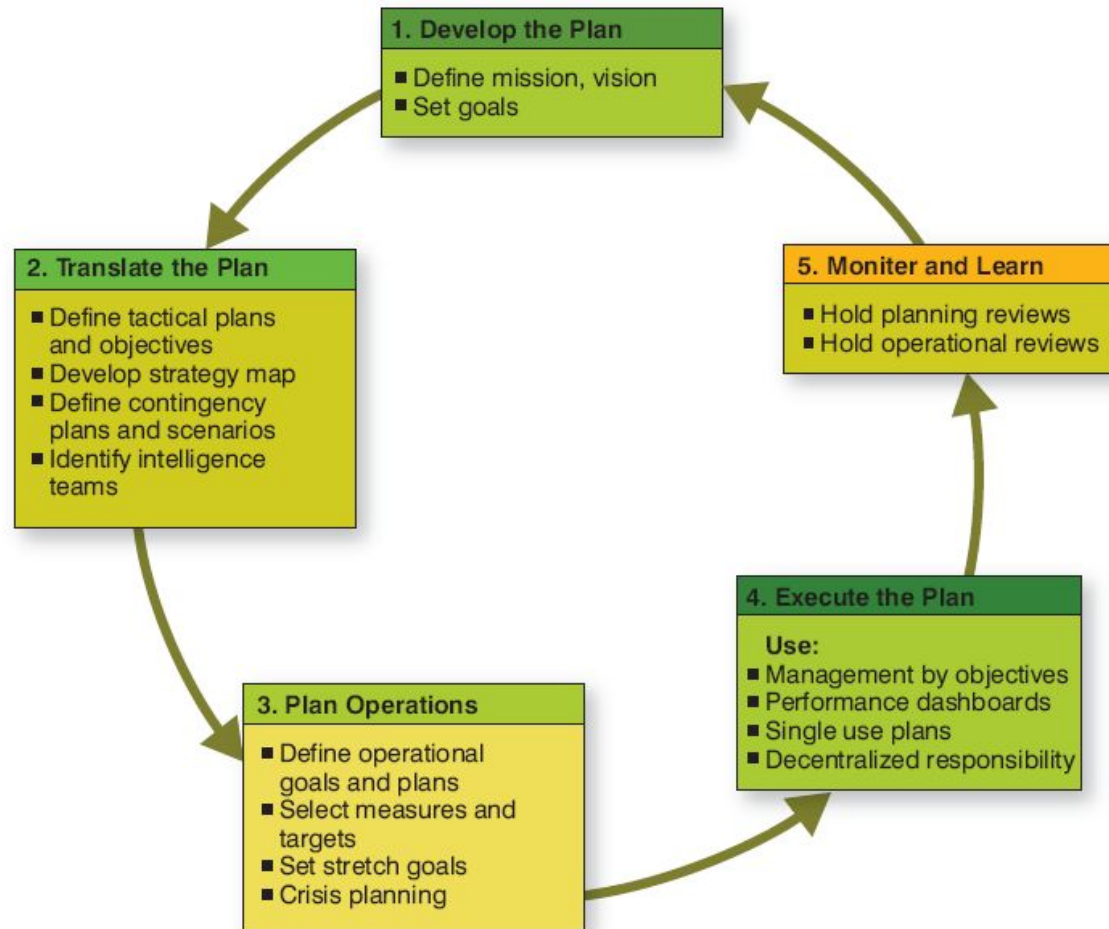 1. Develop the Plan
■ Define mission, vision
■ Set goals
2. Translate the Plan
■ Define tactical plans
and objectives
■ Develop strategy map
■ Define contingency
plans and scenarios
■ Identify intelligence
teams
3. Plan Operations
■ Define operational
goals and plans
■ Select measures and
targets
■ Set stretch goals
■ Crisis planning
4. Execute the Plan
Use:
■ Management by objectives
■ Performance dashboards
■ Single use plans
■ Decentralized responsibility
5. Moniter and Learn
■ Hold planning reviews
■ Hold operational reviews